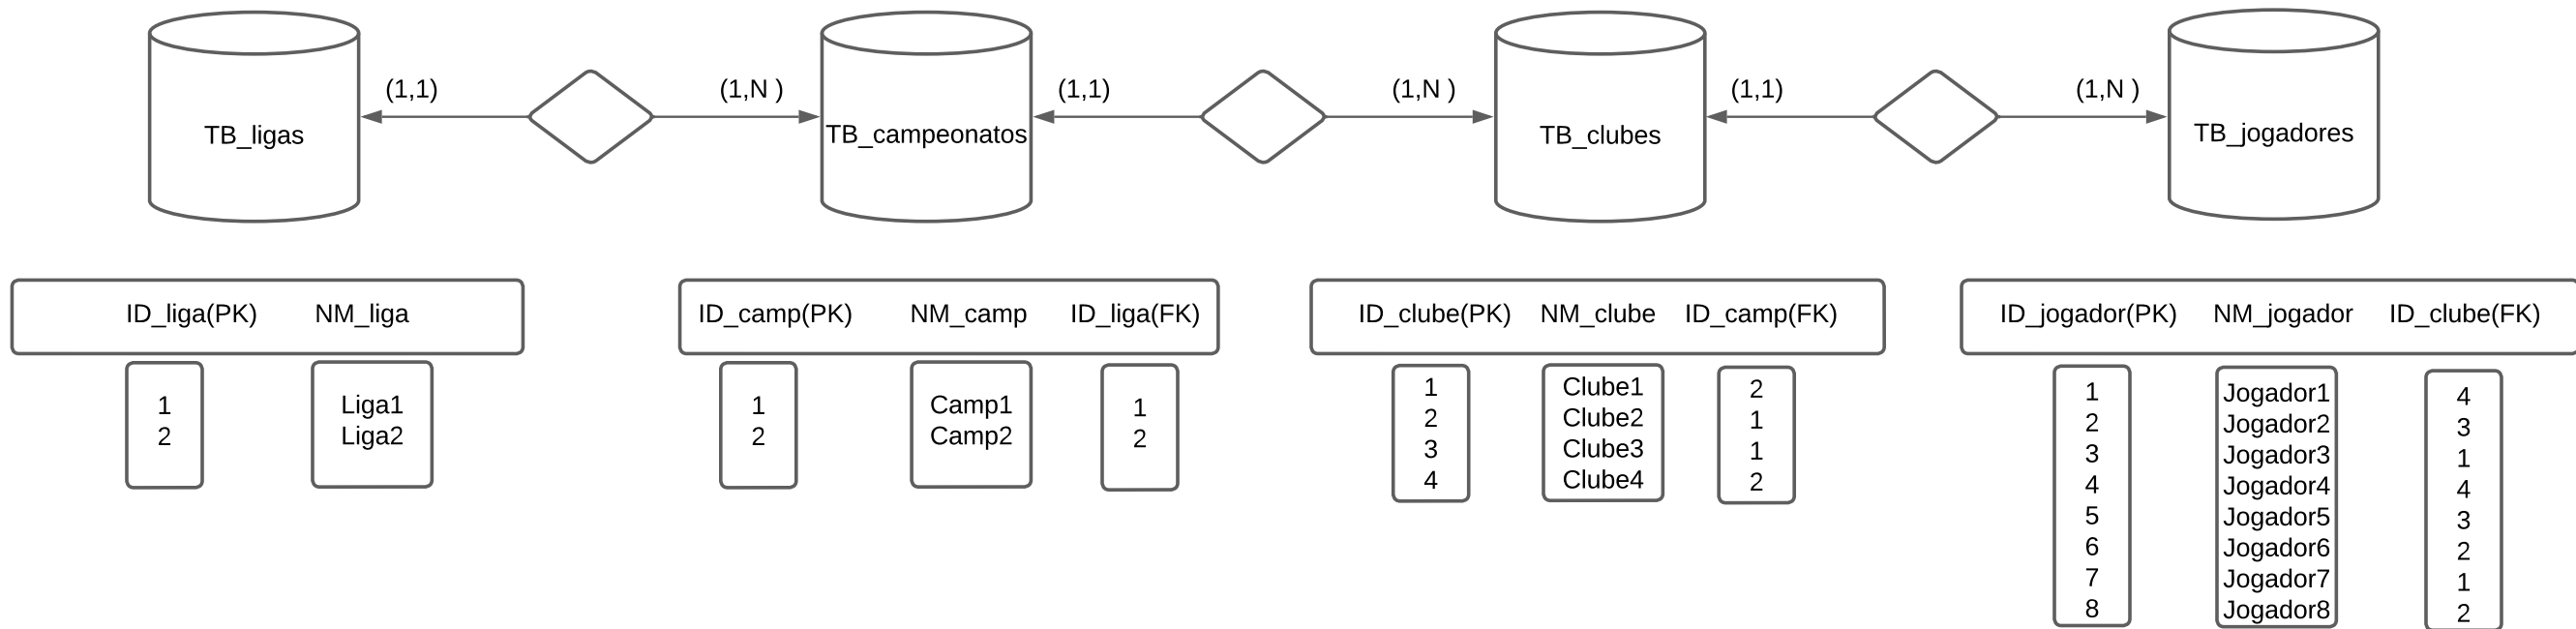 (1,1) (1,N ) (1,1) (1,N ) (1,1) (1,N )
TB_ligas TB_campeonatos TB_clubes TB_jogadores
ID_liga(PK) NM_liga
1 Liga1
2 Liga2
ID_camp(PK) NM_camp ID_liga(FK)
1 Camp1 1
2 Camp2 2
ID_clube(PK) NM_clube ID_camp(FK)
1 Clube1 2
2 Clube2 1
3 Clube3 1
4 Clube4 2
ID_jogador(PK) NM_jogador ID_clube(FK)
1 Jogador1 4
2 Jogador2 3
3 Jogador3 1
4 Jogador4 4
5 Jogador5 3
6 Jogador6 2
7 Jogador7 1
8 Jogador8 2